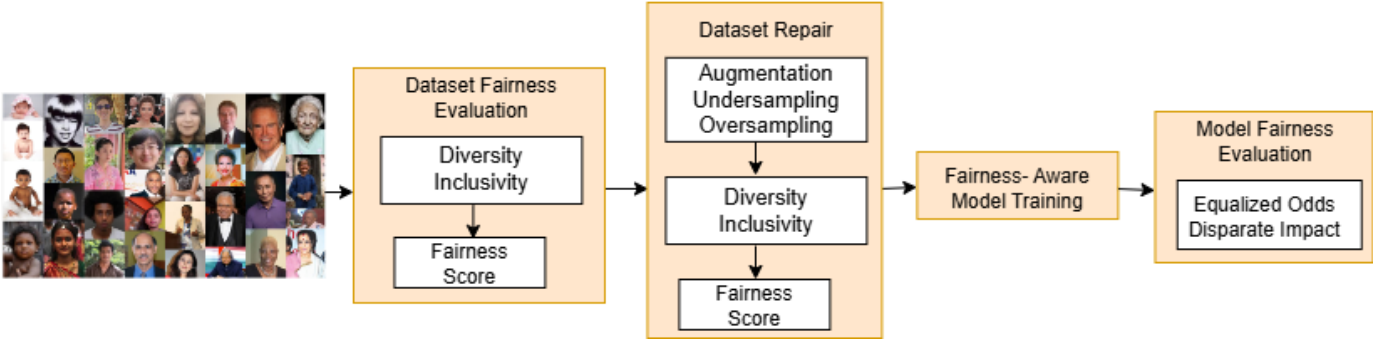 Dataset Fairness
Evaluation
Diversity
Inclusivity
Fairness
Score
Dataset Repair
Augmentation
Undersampling
Oversampling
Diversity
Inclusivity
Fairness
Score
Fairness- Aware
Model Training
Model Fairness
Evaluation
Equalized Odds
Disparate Impact